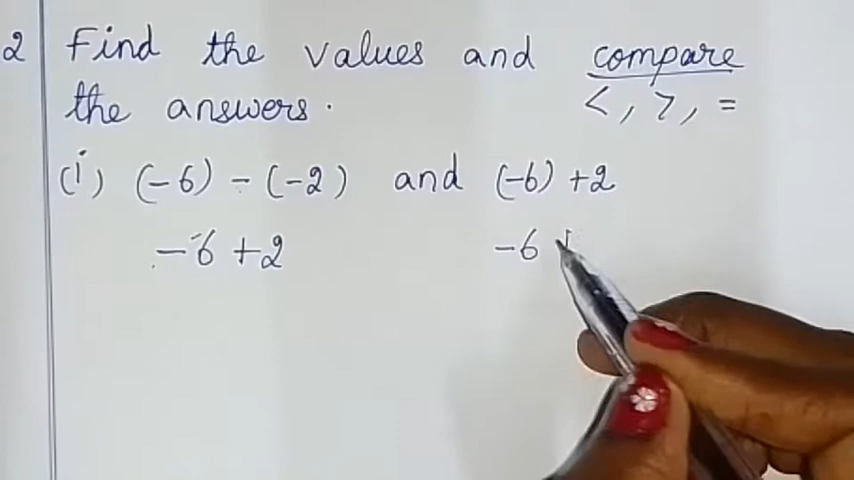 2 Find the values and compare
the answers. <, >, =
(i) (-6) - (-2) and (-6) +2
-6 +2 -6